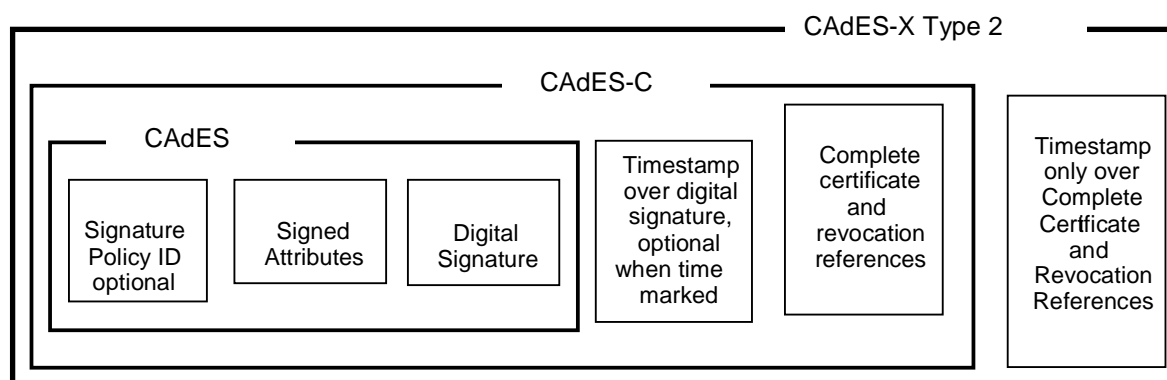 CAdES-X Type 2
CAdES-C
CAdES
Signature
Policy ID
optional
Signed
Attributes
Digital
Signature
Timestamp
over digital
signature,
optional
when time
marked
Complete
certificate
and
revocation
references
Timestamp
only over
Complete
Certficate
and
Revocation
References